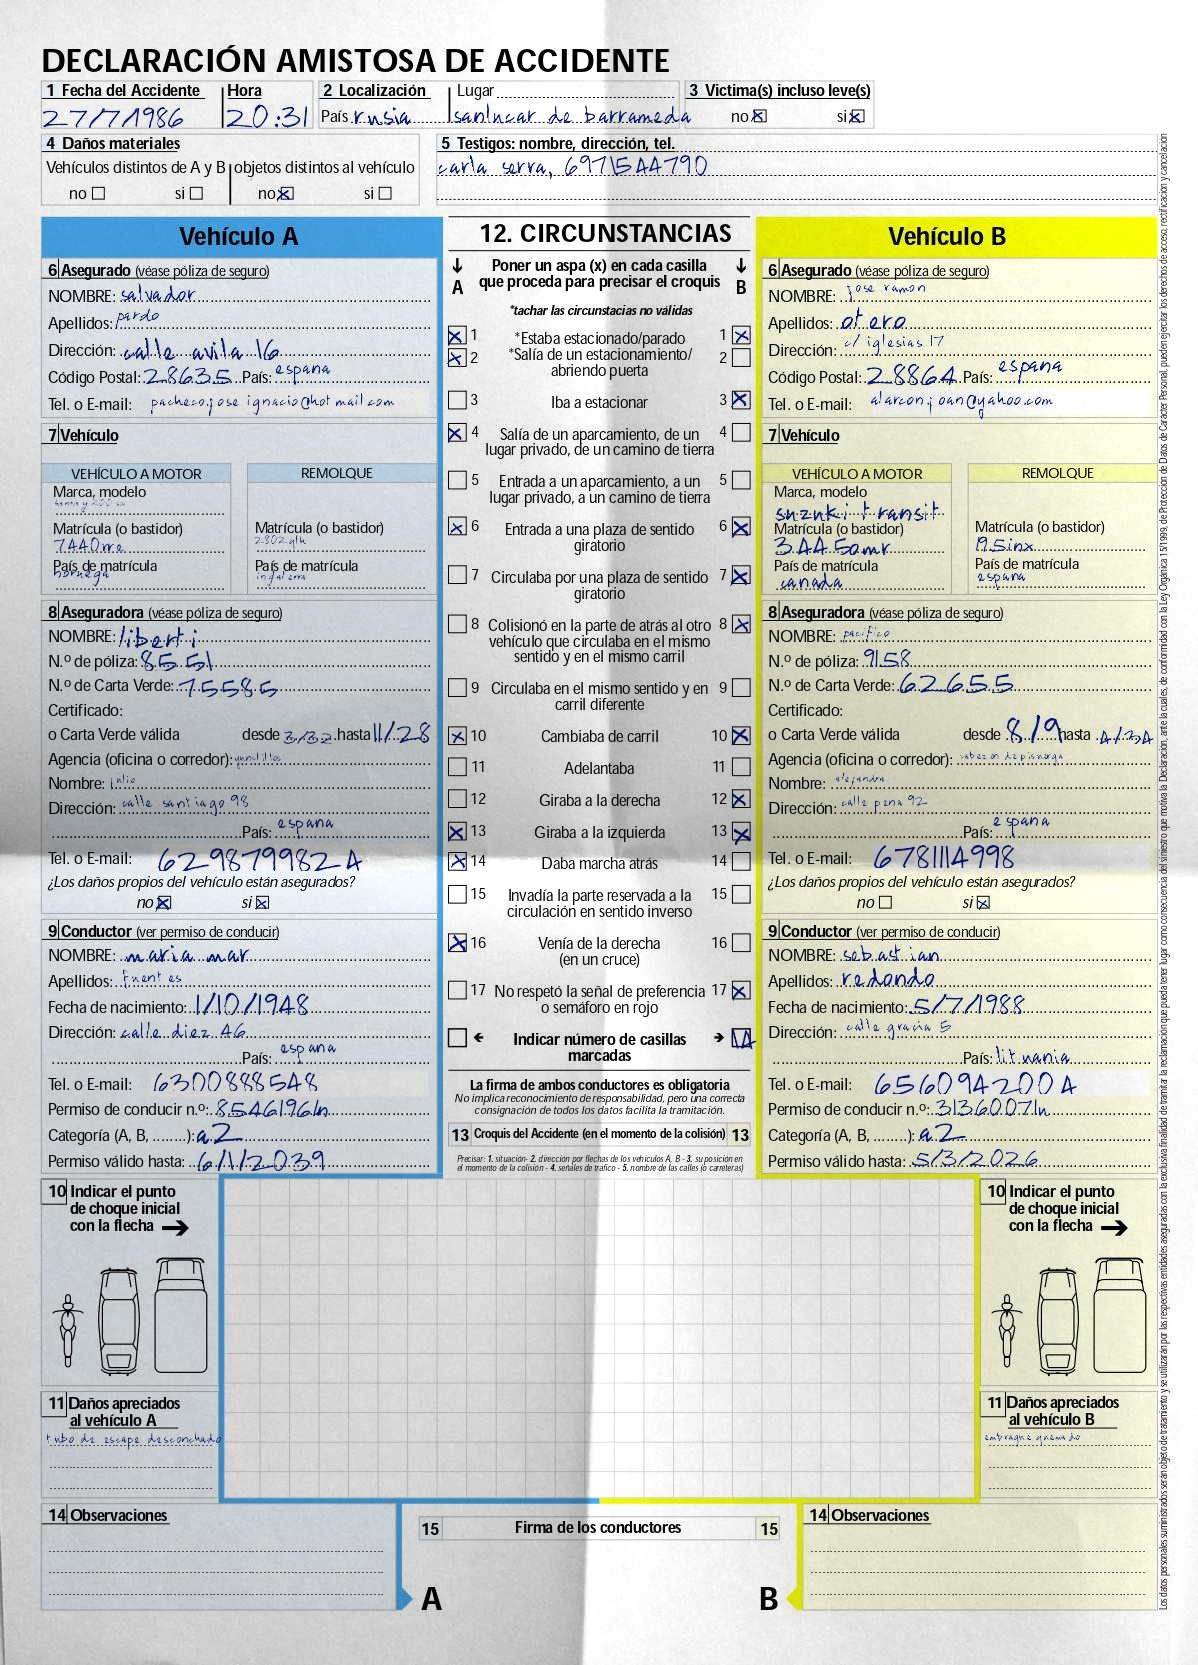 DECLARACIÓN AMISTOSA DE ACCIDENTE
1 Fecha del Accidente Hora 2 Localización Lugar 3 Victima(s) incluso leve(s)
27/7/1986 20:31 País rusia sanlucar de barrameda no si
4 Daños materiales 5 Testigos: nombre, dirección, tel.
Vehículos distintos de A y B objetos distintos al vehículo carla serra, 6971544790
no si no si
Vehículo A
6 Asegurado (véase póliza de seguro)
NOMBRE: salvador
Apellidos: pardo
Dirección: calle avila 16
Código Postal: 28635 País: espana
Tel. o E-mail: pacheco.jose ignacio@hotmail.com
7 Vehículo
VEHÍCULO A MOTOR REMOLQUE
Marca, modelo
Matrícula (o bastidor) Matrícula (o bastidor)
7440mre 2802glh
País de matrícula País de matrícula
noruega inglaterra
8 Aseguradora (véase póliza de seguro)
NOMBRE: liberti
N.º de póliza: 8551
N.º de Carta Verde: 75585
Certificado:
o Carta Verde válida desde 3/32 hasta 11/28
Agencia (oficina o corredor):
Nombre: julio
Dirección: calle santiago 98
País: espana
Tel. o E-mail: 629879982A
¿Los daños propios del vehículo están asegurados?
no si
9 Conductor (ver permiso de conducir)
NOMBRE: maria mar
Apellidos: fuentes
Fecha de nacimiento: 1/10/1948
Dirección: calle diez 46
País: espana
Tel. o E-mail: 6300888548
Permiso de conducir n.º: 8546196ln
Categoría (A, B, ........): a2
Permiso válido hasta: 6/1/2039
10 Indicar el punto
de choque inicial
con la flecha
11 Daños apreciados
al vehículo A
tubo de escape desconchado
14 Observaciones
12. CIRCUNSTANCIAS
Poner un aspa (x) en cada casilla
A que proceda para precisar el croquis B
*tachar las circunstacias no válidas
1 *Estaba estacionado/parado 1
2 *Salía de un estacionamiento/ 2
abriendo puerta
3 Iba a estacionar 3
4 Salía de un aparcamiento, de un 4
lugar privado, de un camino de tierra
5 Entrada a un aparcamiento, a un 5
lugar privado, a un camino de tierra
6 Entrada a una plaza de sentido 6
giratorio
7 Circulaba por una plaza de sentido 7
giratorio
8 Colisionó en la parte de atrás al otro 8
vehículo que circulaba en el mismo
sentido y en el mismo carril
9 Circulaba en el mismo sentido y en 9
carril diferente
10 Cambiaba de carril 10
11 Adelantaba 11
12 Giraba a la derecha 12
13 Giraba a la izquierda 13
14 Daba marcha atrás 14
15 Invadía la parte reservada a la 15
circulación en sentido inverso
16 Venía de la derecha 16
(en un cruce)
17 No respetó la señal de preferencia 17
o semáforo en rojo
Indicar número de casillas 14
marcadas
La firma de ambos conductores es obligatoria
No implica reconocimiento de responsabilidad, pero una correcta
consignación de todos los datos facilita la tramitación.
13 Croquis del Accidente (en el momento de la colisión) 13
Precisar: 1. situación- 2. dirección por flechas de los vehículos A, B - 3. su posición en
el momento de la colisión - 4. señales de tráfico - 5. nombre de las calles (o carreteras)
15 Firma de los conductores 15
A B
Vehículo B
6 Asegurado (véase póliza de seguro)
NOMBRE: jose ramon
Apellidos: otero
Dirección: c/ iglesias 17
Código Postal: 28864 País: espana
Tel. o E-mail: alarcon.joan@yahoo.com
7 Vehículo
VEHÍCULO A MOTOR REMOLQUE
Marca, modelo
suzuki transit
Matrícula (o bastidor) Matrícula (o bastidor)
3445amr 195inx
País de matrícula País de matrícula
canada espana
8 Aseguradora (véase póliza de seguro)
NOMBRE: pacifico
N.º de póliza: 9158
N.º de Carta Verde: 62655
Certificado:
o Carta Verde válida desde 8/9 hasta 4/34
Agencia (oficina o corredor): cabezon de pisuerga
Nombre: alejandra
Dirección: calle pena 92
País: espana
Tel. o E-mail: 6781114998
¿Los daños propios del vehículo están asegurados?
no si
9 Conductor (ver permiso de conducir)
NOMBRE: sebastian
Apellidos: redondo
Fecha de nacimiento: 5/7/1988
Dirección: calle gracia 5
País: lituania
Tel. o E-mail: 656094200A
Permiso de conducir n.º: 3136007ln
Categoría (A, B, ........): a2
Permiso válido hasta: 5/3/2026
10 Indicar el punto
de choque inicial
con la flecha
11 Daños apreciados
al vehículo B
embrague quemado
14 Observaciones
Los datos personales suministrados serán objeto de tratamiento y se utilizarán por las respectivas entidades aseguradas con la exclusiva finalidad de tramitar la reclamación que pueda tener lugar como consecuencia del siniestro que motiva la Declaración, ante la cuales, de conformidad con la Ley Orgánica 15/1999, de Protección de Datos de Carácter Personal, pueden ejercitar los derechos de acceso, rectificación y cancelación